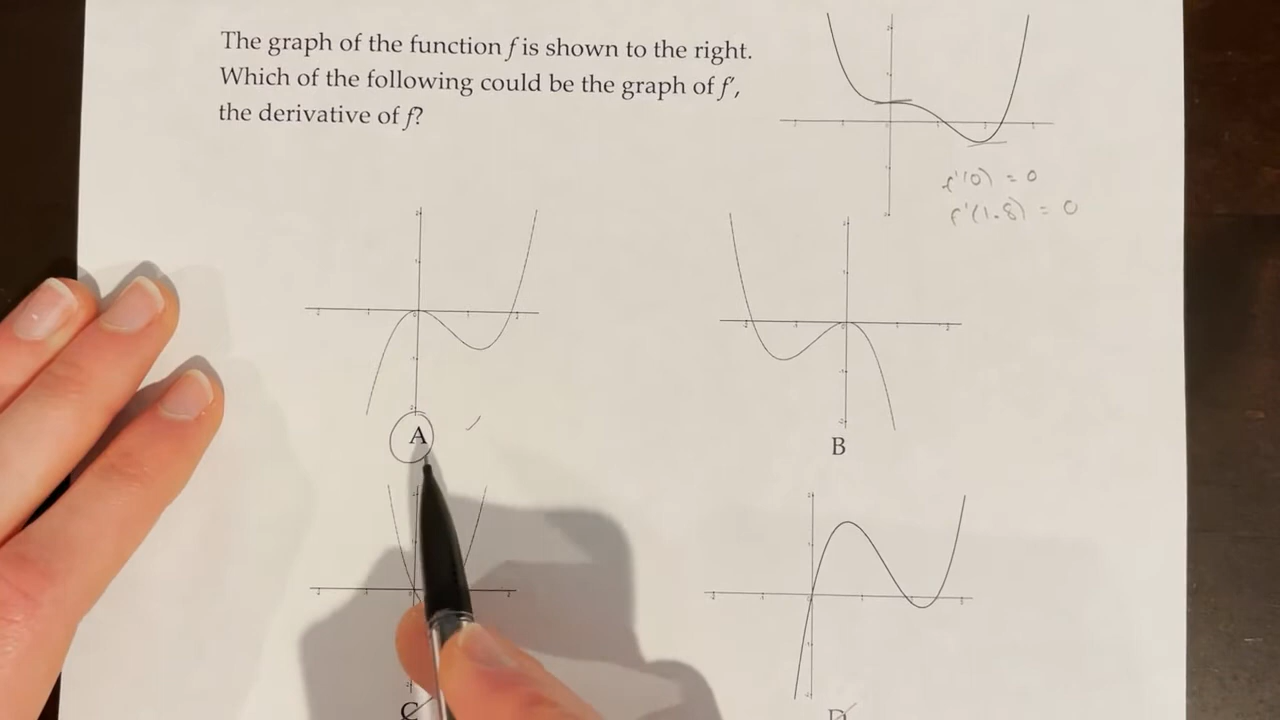 The graph of the function f is shown to the right.
Which of the following could be the graph of f′,
the derivative of f?
f'(0) = 0
f'(1.8) = 0
A
B
C
D